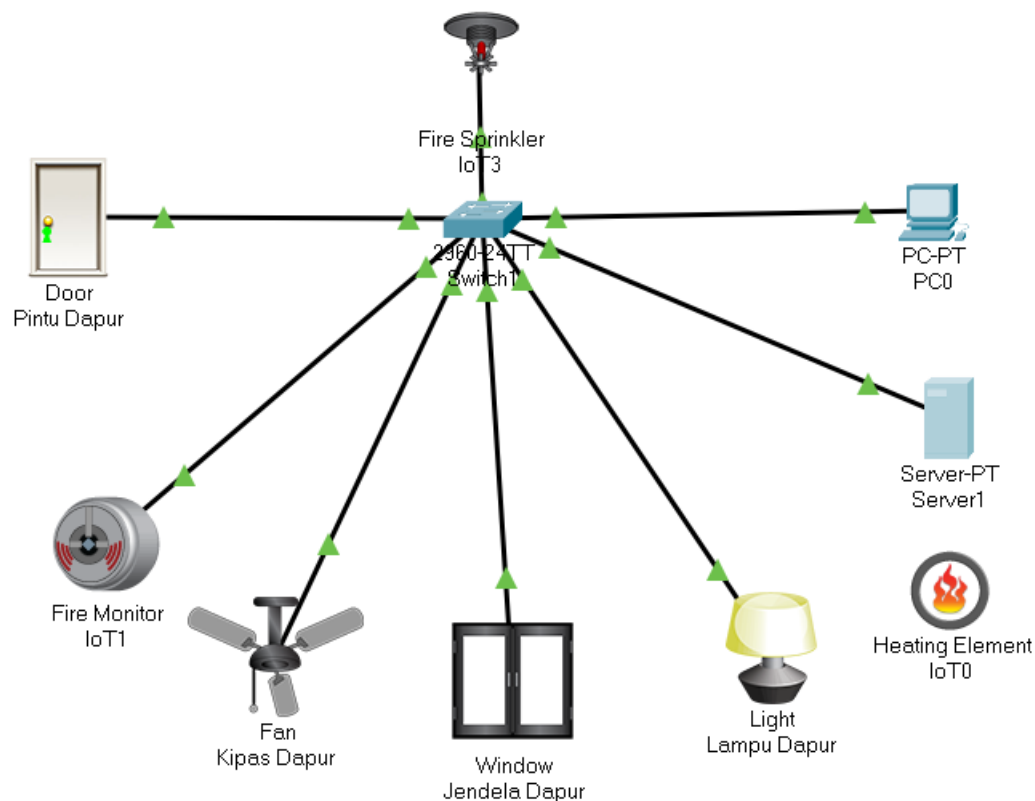 Fire Sprinkler
IoT3
2960-24TT
Switch1
PC-PT
PC0
Door
Pintu Dapur
Server-PT
Server1
Fire Monitor
IoT1
Heating Element
IoT0
Fan
Kipas Dapur
Window
Jendela Dapur
Light
Lampu Dapur